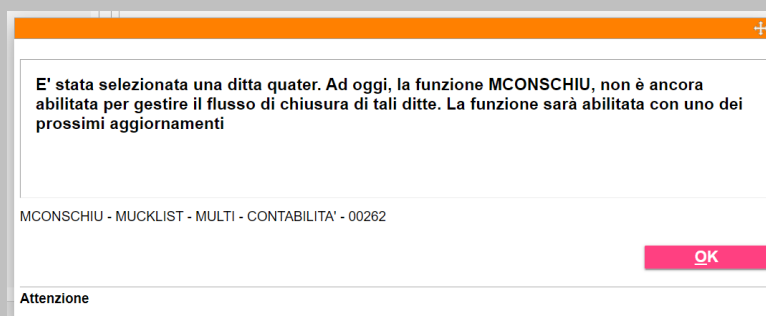 E' stata selezionata una ditta quater. Ad oggi, la funzione MCONSCHIU, non è ancora
abilitata per gestire il flusso di chiusura di tali ditte. La funzione sarà abilitata con uno dei
prossimi aggiornamenti
MCONSCHIU - MUCKLIST - MULTI - CONTABILITA' - 00262
OK
Attenzione